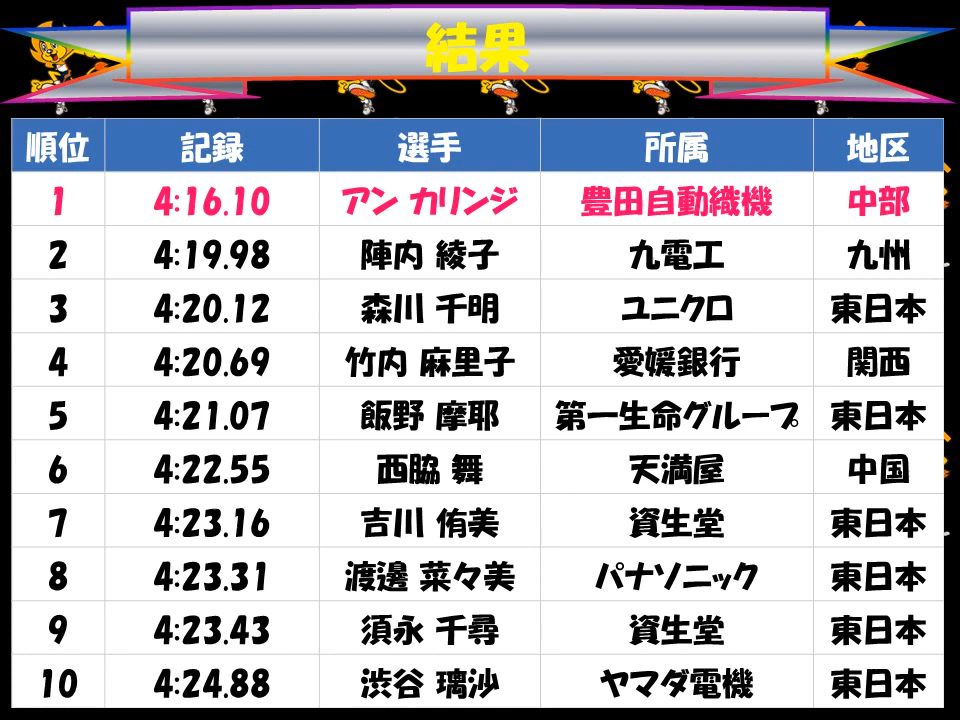 結果
順位 記録 選手 所属 地区
1 4:16.10 アン カリンジ 豊田自動織機 中部
2 4:19.98 陣内 綾子 九電工 九州
3 4:20.12 森川 千明 ユニクロ 東日本
4 4:20.69 竹内 麻里子 愛媛銀行 関西
5 4:21.07 飯野 摩耶 第一生命グループ 東日本
6 4:22.55 西脇 舞 天満屋 中国
7 4:23.16 吉川 侑美 資生堂 東日本
8 4:23.31 渡邊 菜々美 パナソニック 東日本
9 4:23.43 須永 千尋 資生堂 東日本
10 4:24.88 渋谷 璃沙 ヤマダ電機 東日本